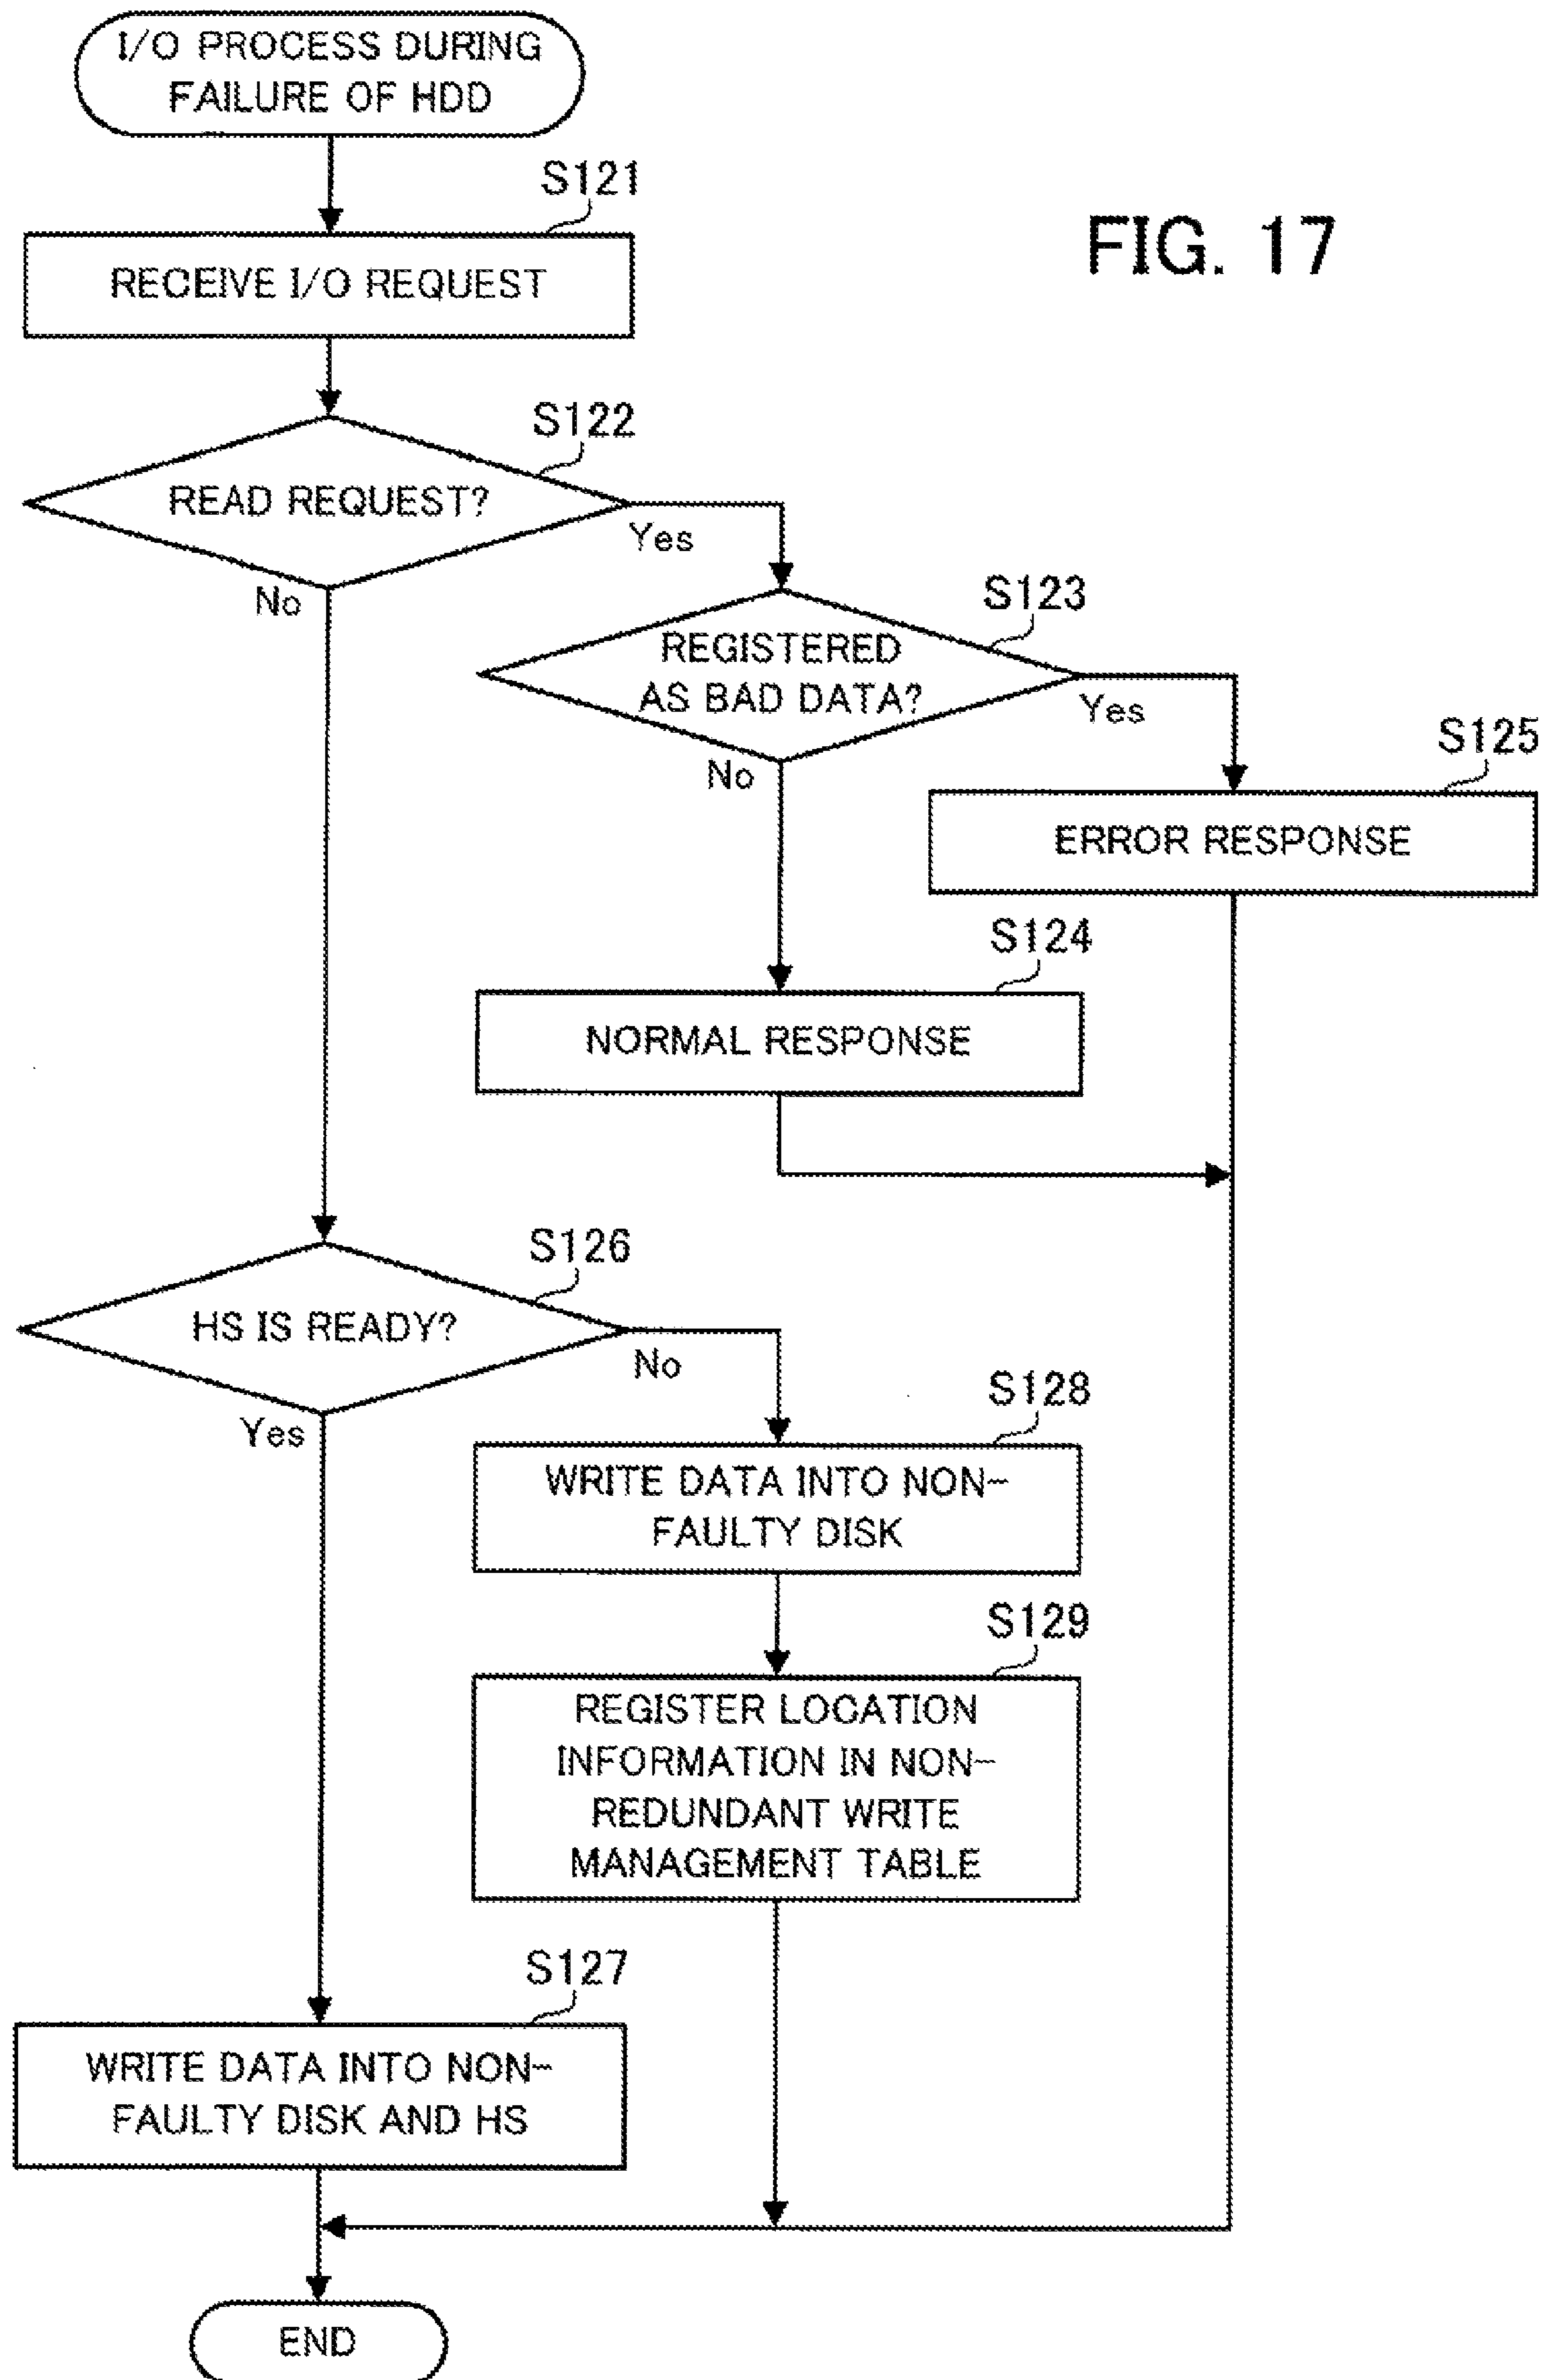 I/O PROCESS DURING
FAILURE OF HDD
S121
FIG. 17
RECEIVE I/O REQUEST
S122
READ REQUEST?
Yes
No
S123
REGISTERED
AS BAD DATA?
Yes
No
S125
ERROR RESPONSE
S124
NORMAL RESPONSE
S126
HS IS READY?
No
Yes
S128
WRITE DATA INTO NON-
FAULTY DISK
S129
REGISTER LOCATION
INFORMATION IN NON-
REDUNDANT WRITE
MANAGEMENT TABLE
S127
WRITE DATA INTO NON-
FAULTY DISK AND HS
END